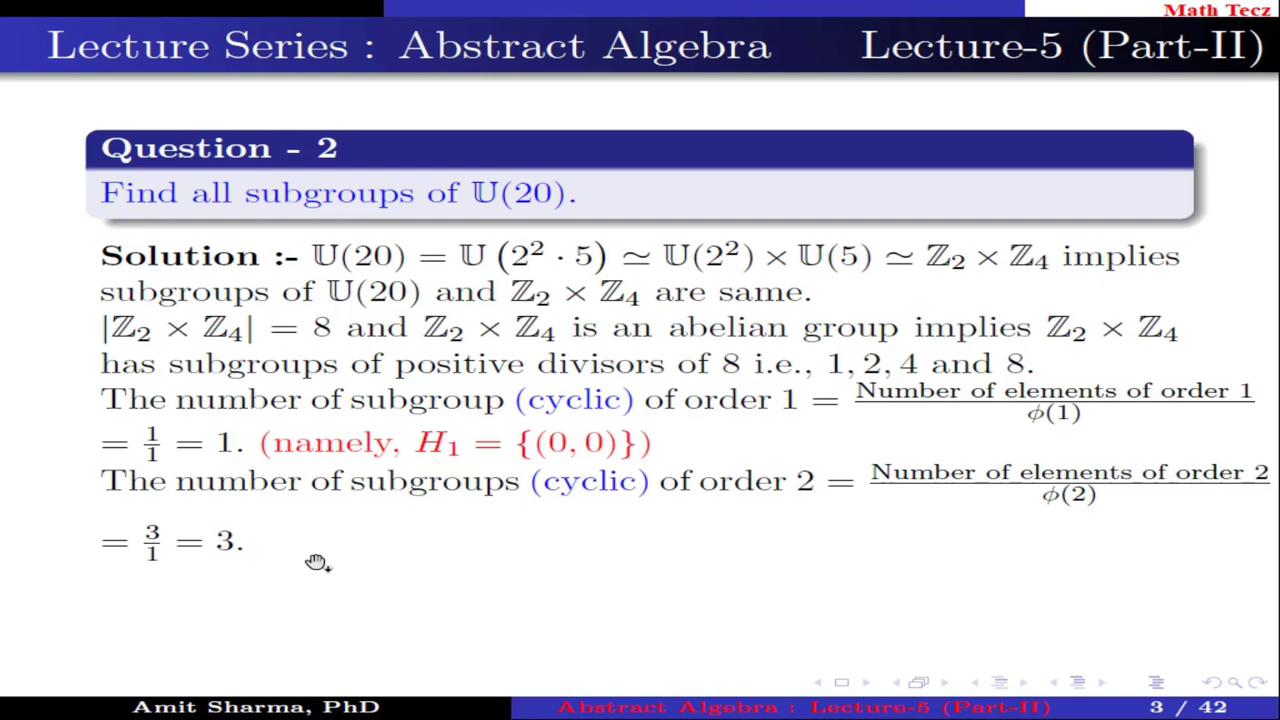 Math Tecz
Lecture Series : Abstract Algebra Lecture-5 (Part-II)
Question - 2
Find all subgroups of 𝕌(20).
Solution :- 𝕌(20) = 𝕌 (2² · 5) ≃ 𝕌(2²) × 𝕌(5) ≃ ℤ₂ × ℤ₄ implies
subgroups of 𝕌(20) and ℤ₂ × ℤ₄ are same.
|ℤ₂ × ℤ₄| = 8 and ℤ₂ × ℤ₄ is an abelian group implies ℤ₂ × ℤ₄
has subgroups of positive divisors of 8 i.e., 1, 2, 4 and 8.
The number of subgroup (cyclic) of order 1 = Number of elements of order 1 / ϕ(1)
= 1/1 = 1. (namely, H₁ = {(0, 0)})
The number of subgroups (cyclic) of order 2 = Number of elements of order 2 / ϕ(2)
= 3/1 = 3.
Amit Sharma, PhD Abstract Algebra : Lecture-5 (Part-II) 3 / 42